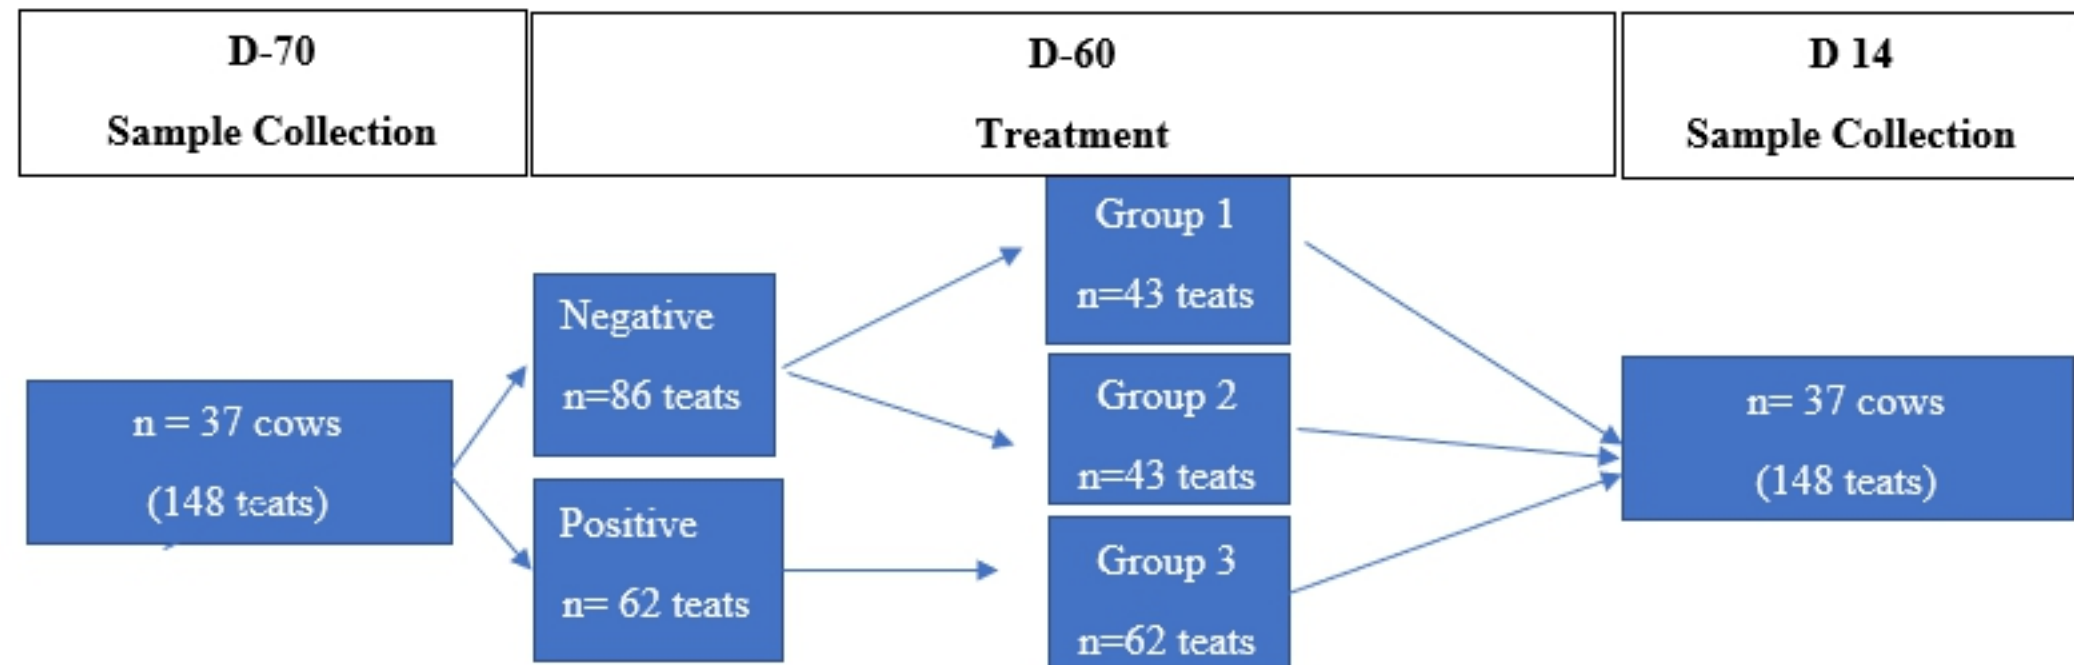 D-70
Sample Collection
D-60
Treatment
D 14
Sample Collection
n = 37 cows
(148 teats)
Negative
n=86 teats
Positive
n= 62 teats
Group 1
n=43 teats
Group 2
n=43 teats
Group 3
n=62 teats
n= 37 cows
(148 teats)